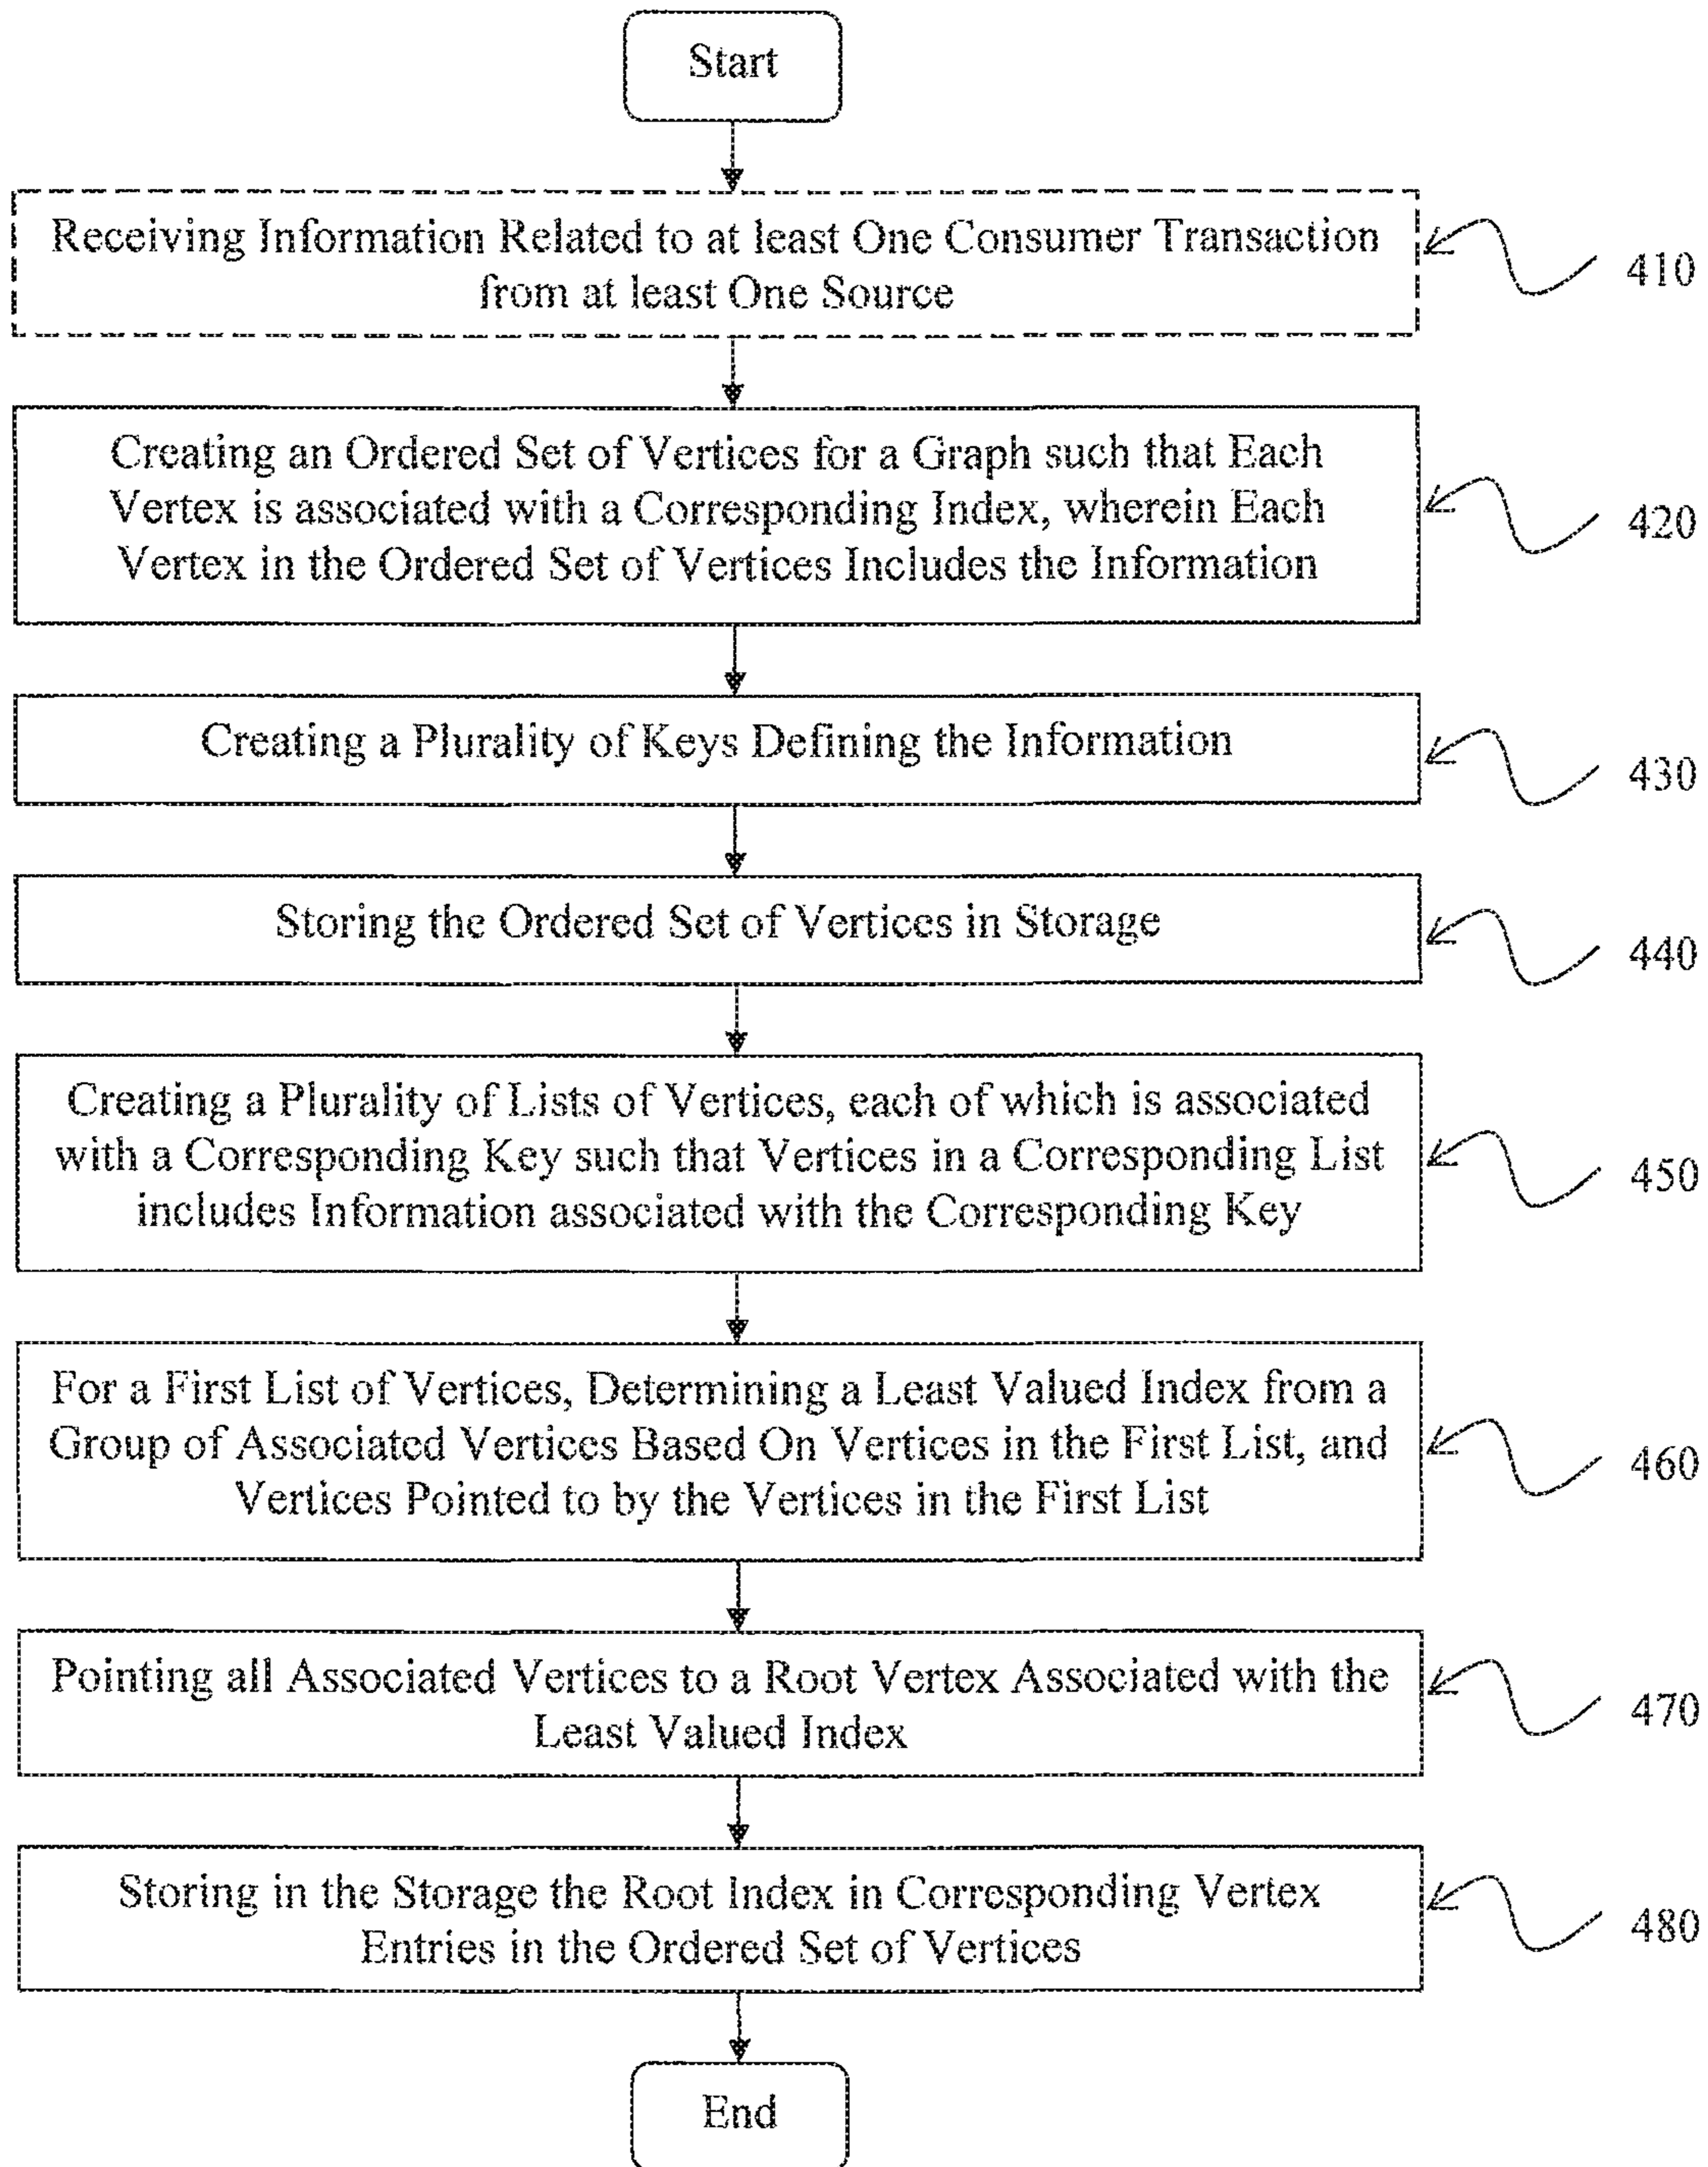 Start
Receiving Information Related to at least One Consumer Transaction
from at least One Source
410
Creating an Ordered Set of Vertices for a Graph such that Each
Vertex is associated with a Corresponding Index, wherein Each
Vertex in the Ordered Set of Vertices Includes the Information
420
Creating a Plurality of Keys Defining the Information
430
Storing the Ordered Set of Vertices in Storage
440
Creating a Plurality of Lists of Vertices, each of which is associated
with a Corresponding Key such that Vertices in a Corresponding List
includes Information associated with the Corresponding Key
450
For a First List of Vertices, Determining a Least Valued Index from a
Group of Associated Vertices Based On Vertices in the First List, and
Vertices Pointed to by the Vertices in the First List
460
Pointing all Associated Vertices to a Root Vertex Associated with the
Least Valued Index
470
Storing in the Storage the Root Index in Corresponding Vertex
Entries in the Ordered Set of Vertices
480
End